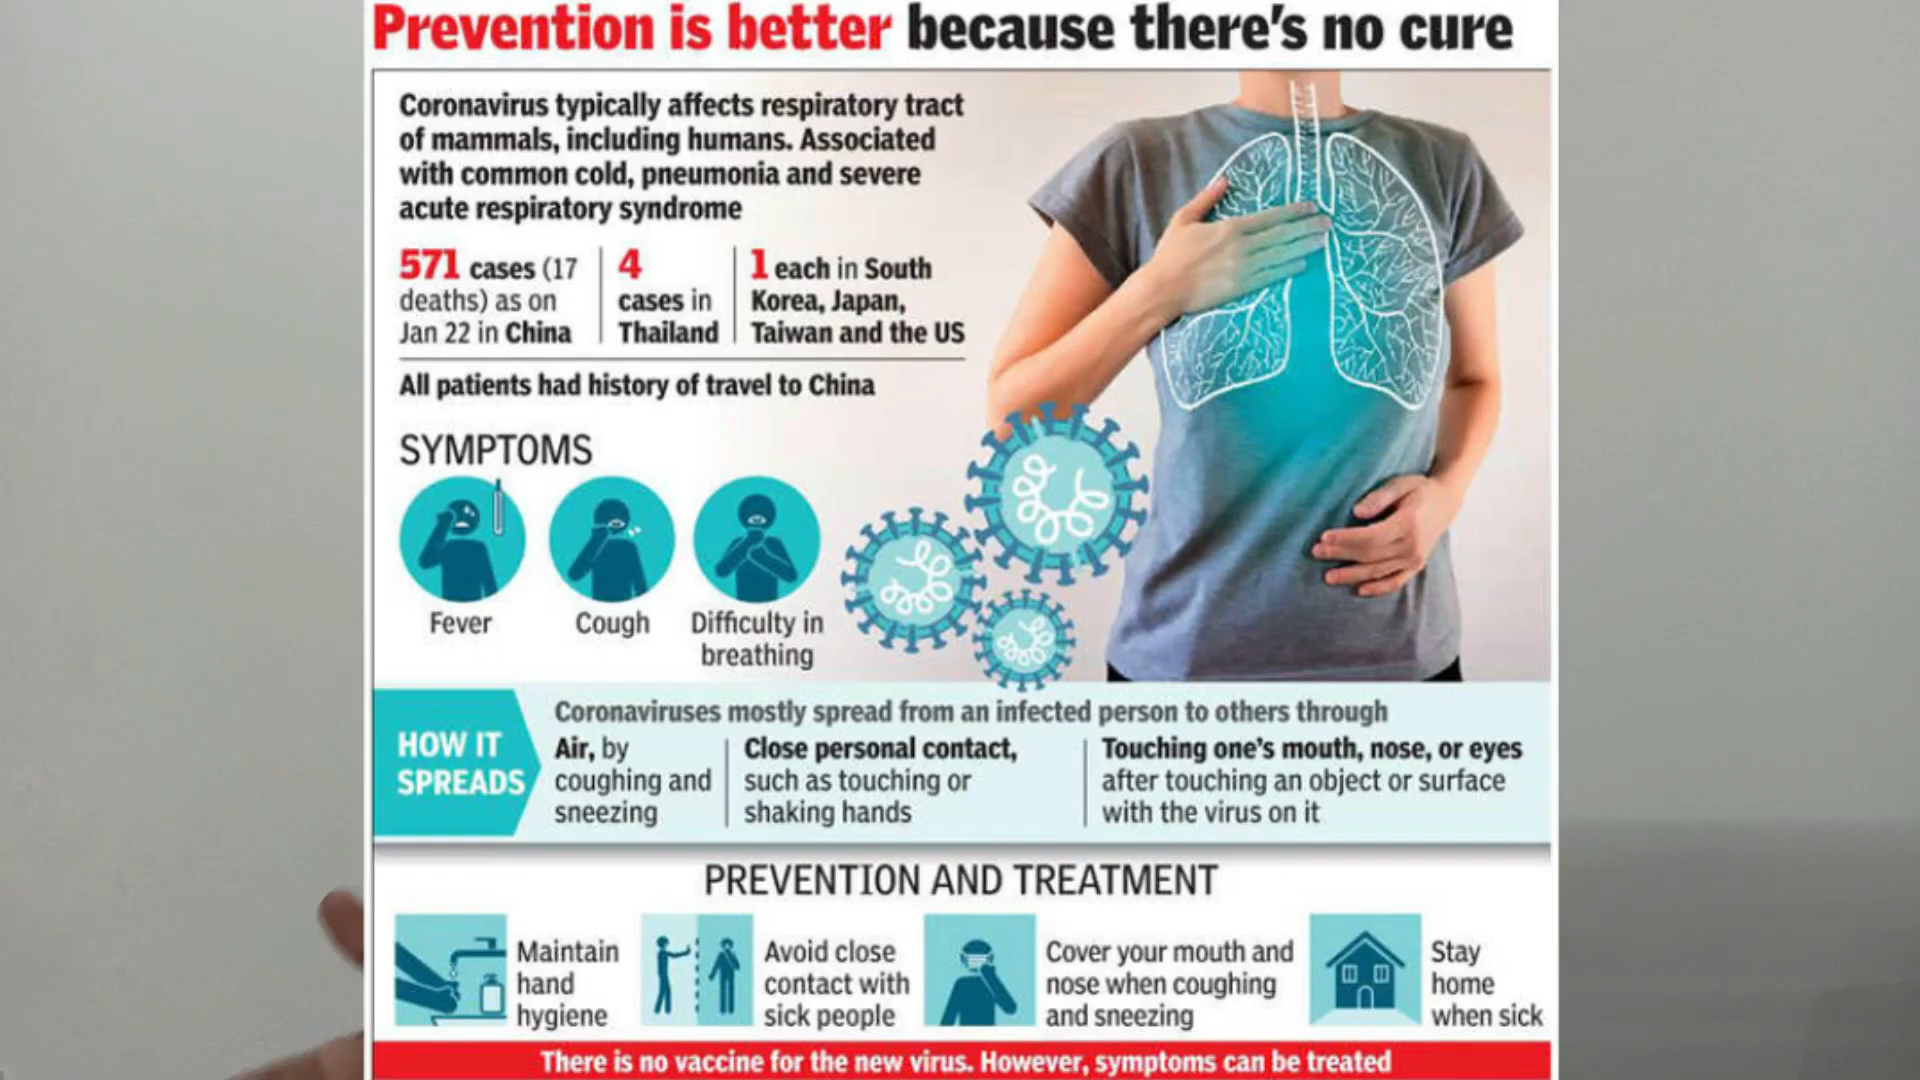 Prevention is better because there's no cure
Coronavirus typically affects respiratory tract
of mammals, including humans. Associated
with common cold, pneumonia and severe
acute respiratory syndrome
571 cases (17
deaths) as on
Jan 22 in China
4
cases in
Thailand
1 each in South
Korea, Japan,
Taiwan and the US
All patients had history of travel to China
SYMPTOMS
Fever
Cough
Difficulty in
breathing
HOW IT
SPREADS
Coronaviruses mostly spread from an infected person to others through
Air, by
coughing and
sneezing
Close personal contact,
such as touching or
shaking hands
Touching one's mouth, nose, or eyes
after touching an object or surface
with the virus on it
PREVENTION AND TREATMENT
Maintain
hand
hygiene
Avoid close
contact with
sick people
Cover your mouth and
nose when coughing
and sneezing
Stay
home
when sick
There is no vaccine for the new virus. However, symptoms can be treated